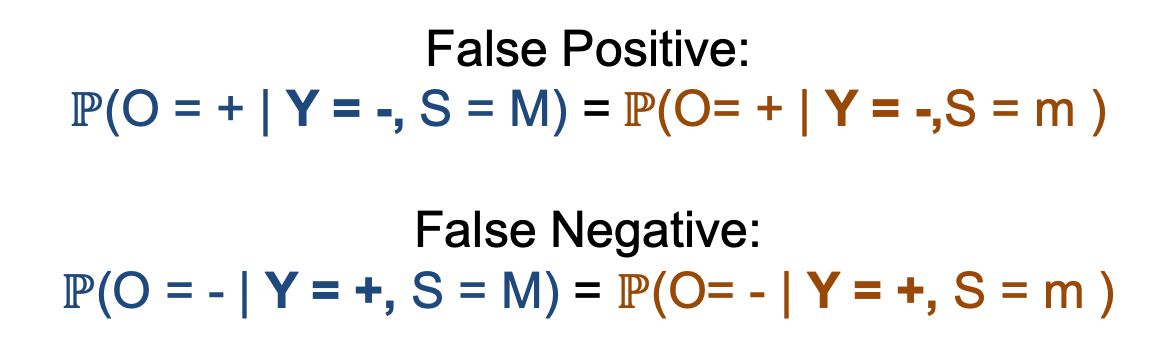 False Positive:
ℙ(O = + | Y = -, S = M) = ℙ(O= + | Y = -,S = m )
False Negative:
ℙ(O = - | Y = +, S = M) = ℙ(O= - | Y = +, S = m )